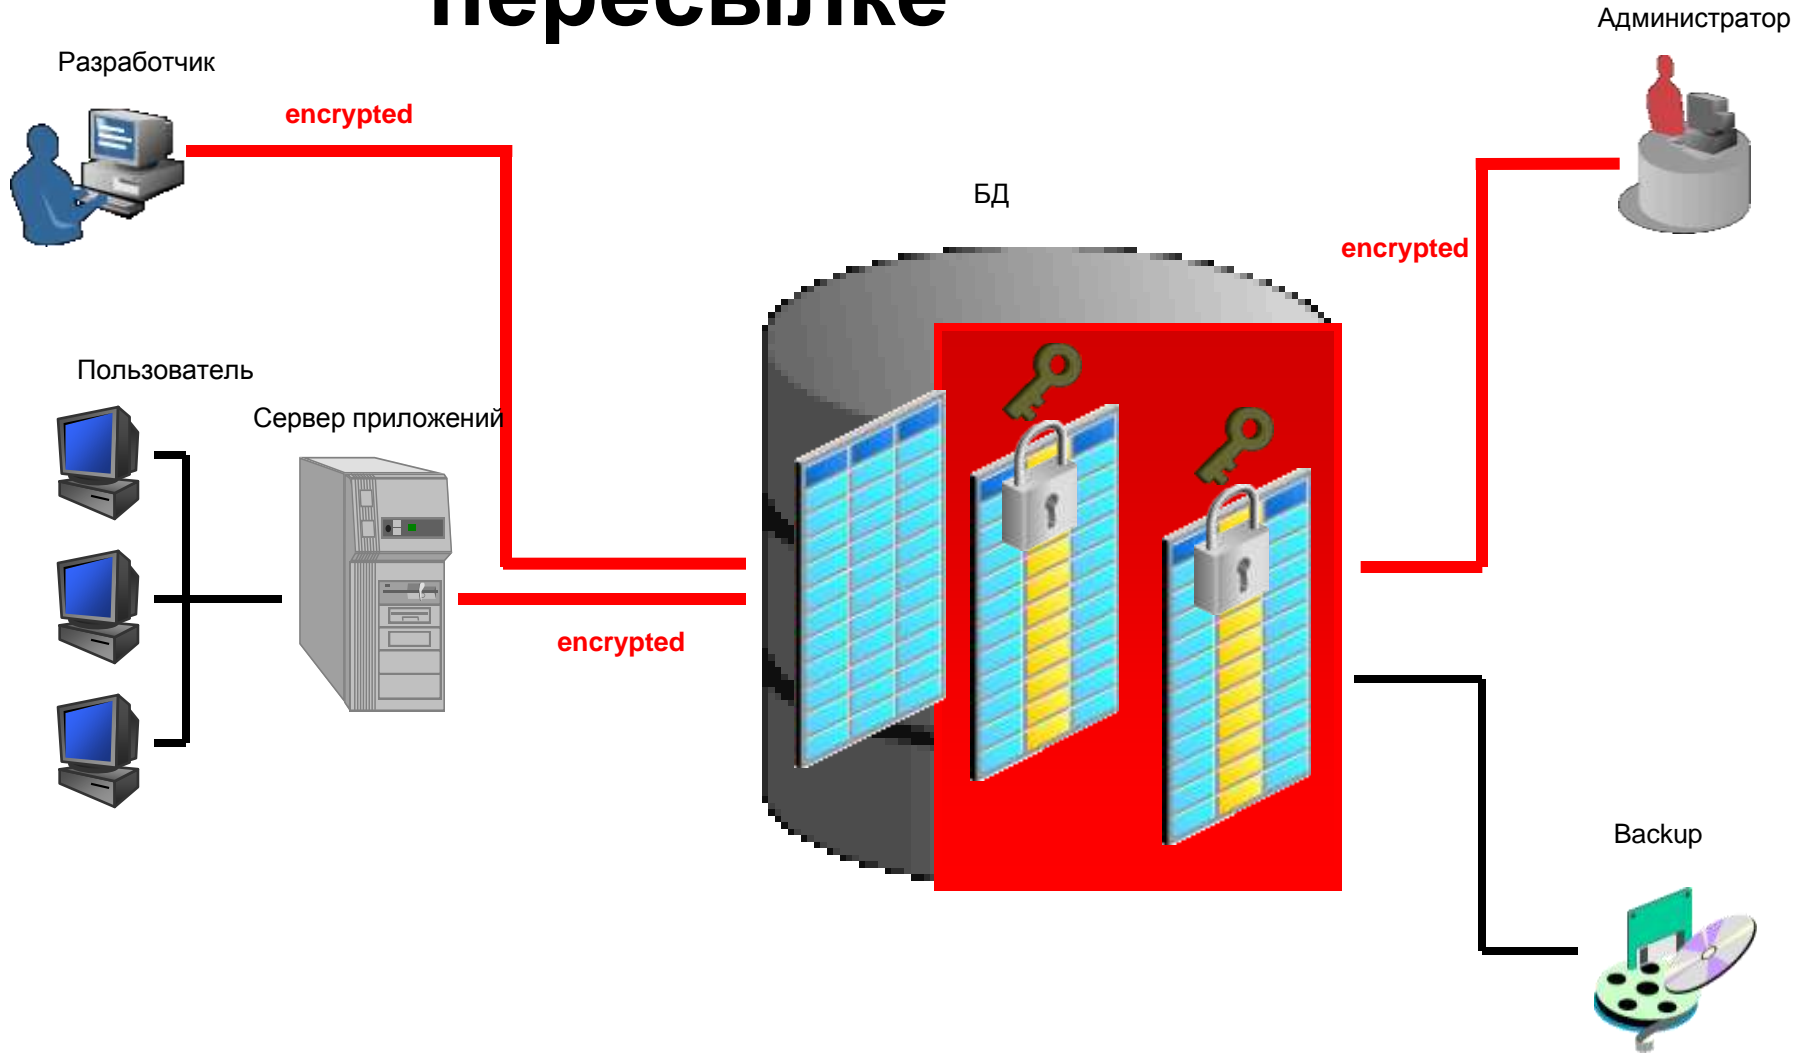 пересылке
Администратор
Разработчик
encrypted
БД
encrypted
Пользователь
Сервер приложений
encrypted
Backup